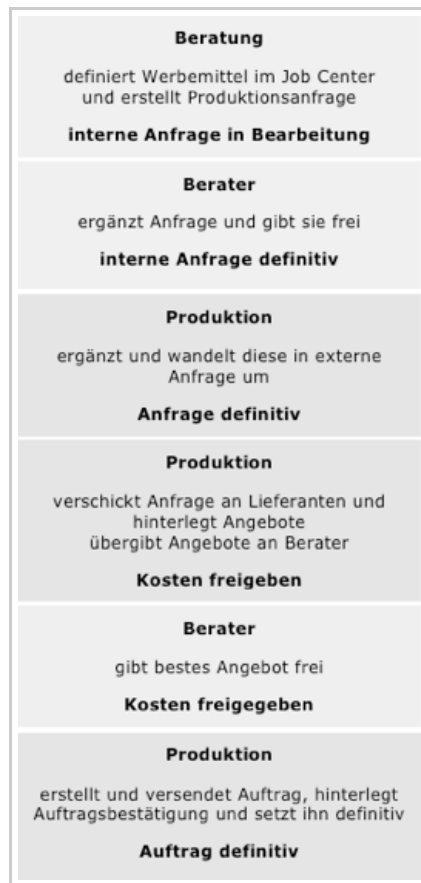 Beratung
definiert Werbemittel im Job Center
und erstellt Produktionsanfrage
interne Anfrage in Bearbeitung
Berater
ergänzt Anfrage und gibt sie frei
interne Anfrage definitiv
Produktion
ergänzt und wandelt diese in externe
Anfrage um
Anfrage definitiv
Produktion
verschickt Anfrage an Lieferanten und
hinterlegt Angebote
übergibt Angebote an Berater
Kosten freigeben
Berater
gibt bestes Angebot frei
Kosten freigegeben
Produktion
erstellt und versendet Auftrag, hinterlegt
Auftragsbestätigung und setzt ihn definitiv
Auftrag definitiv